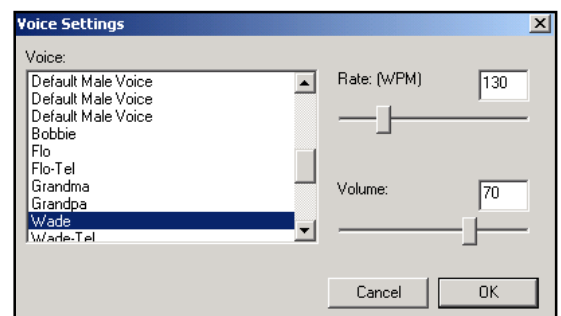 Voice Settings
Voice:
Default Male Voice
Default Male Voice
Default Male Voice
Bobbie
Flo
Flo-Tel
Grandma
Grandpa
Wade
Wade-Tel
Rate: (WPM)
130
Volume:
70
Cancel
OK